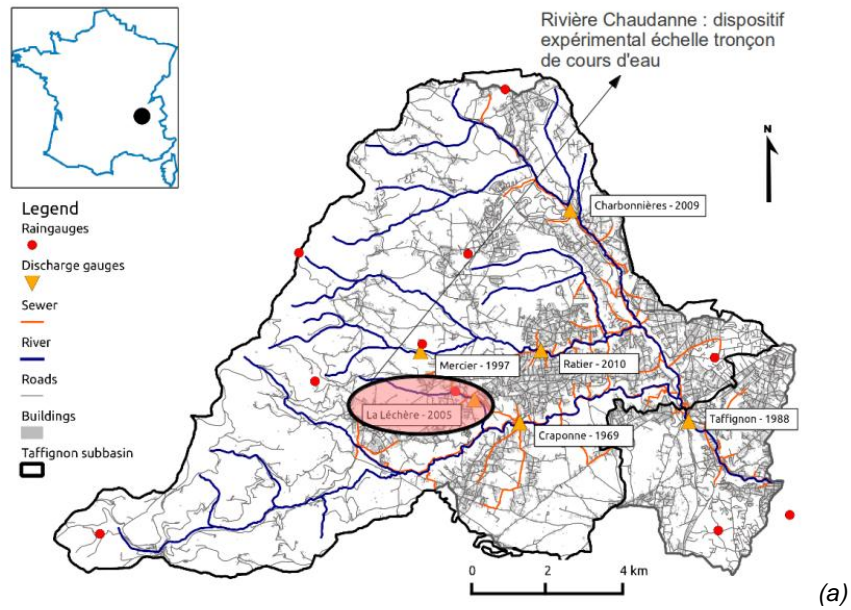 Rivière Chaudanne : dispositif
expérimental échelle tronçon
de cours d'eau
N
Legend
Raingauges
Discharge gauges
Sewer
River
Roads
Buildings
Taffignon subbasin
Charbonnières - 2009
Mercier - 1997
Ratier - 2010
La Léchère - 2005
Craponne - 1969
Taffignon - 1988
0 2 4 km
(a)